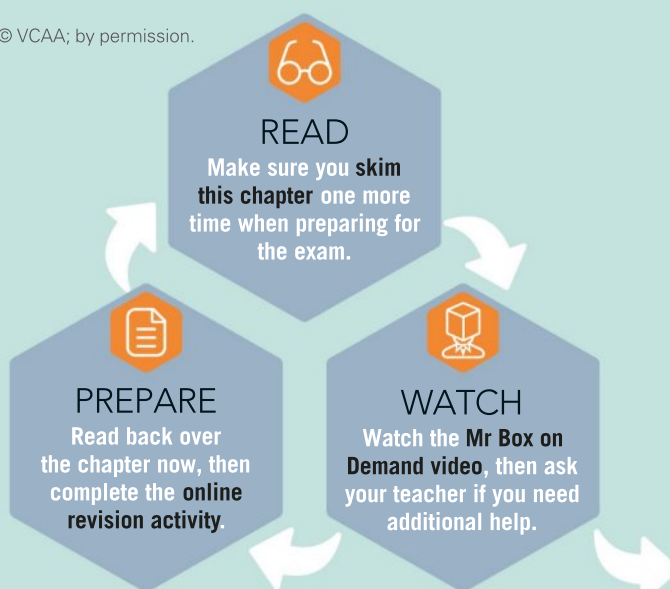 © VCAA; by permission.
READ
Make sure you skim
this chapter one more
time when preparing for
the exam.
PREPARE
Read back over
the chapter now, then
complete the online
revision activity.
WATCH
Watch the Mr Box on
Demand video, then ask
your teacher if you need
additional help.